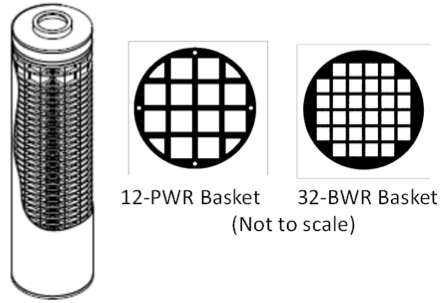 12-PWR Basket 32-BWR Basket
(Not to scale)